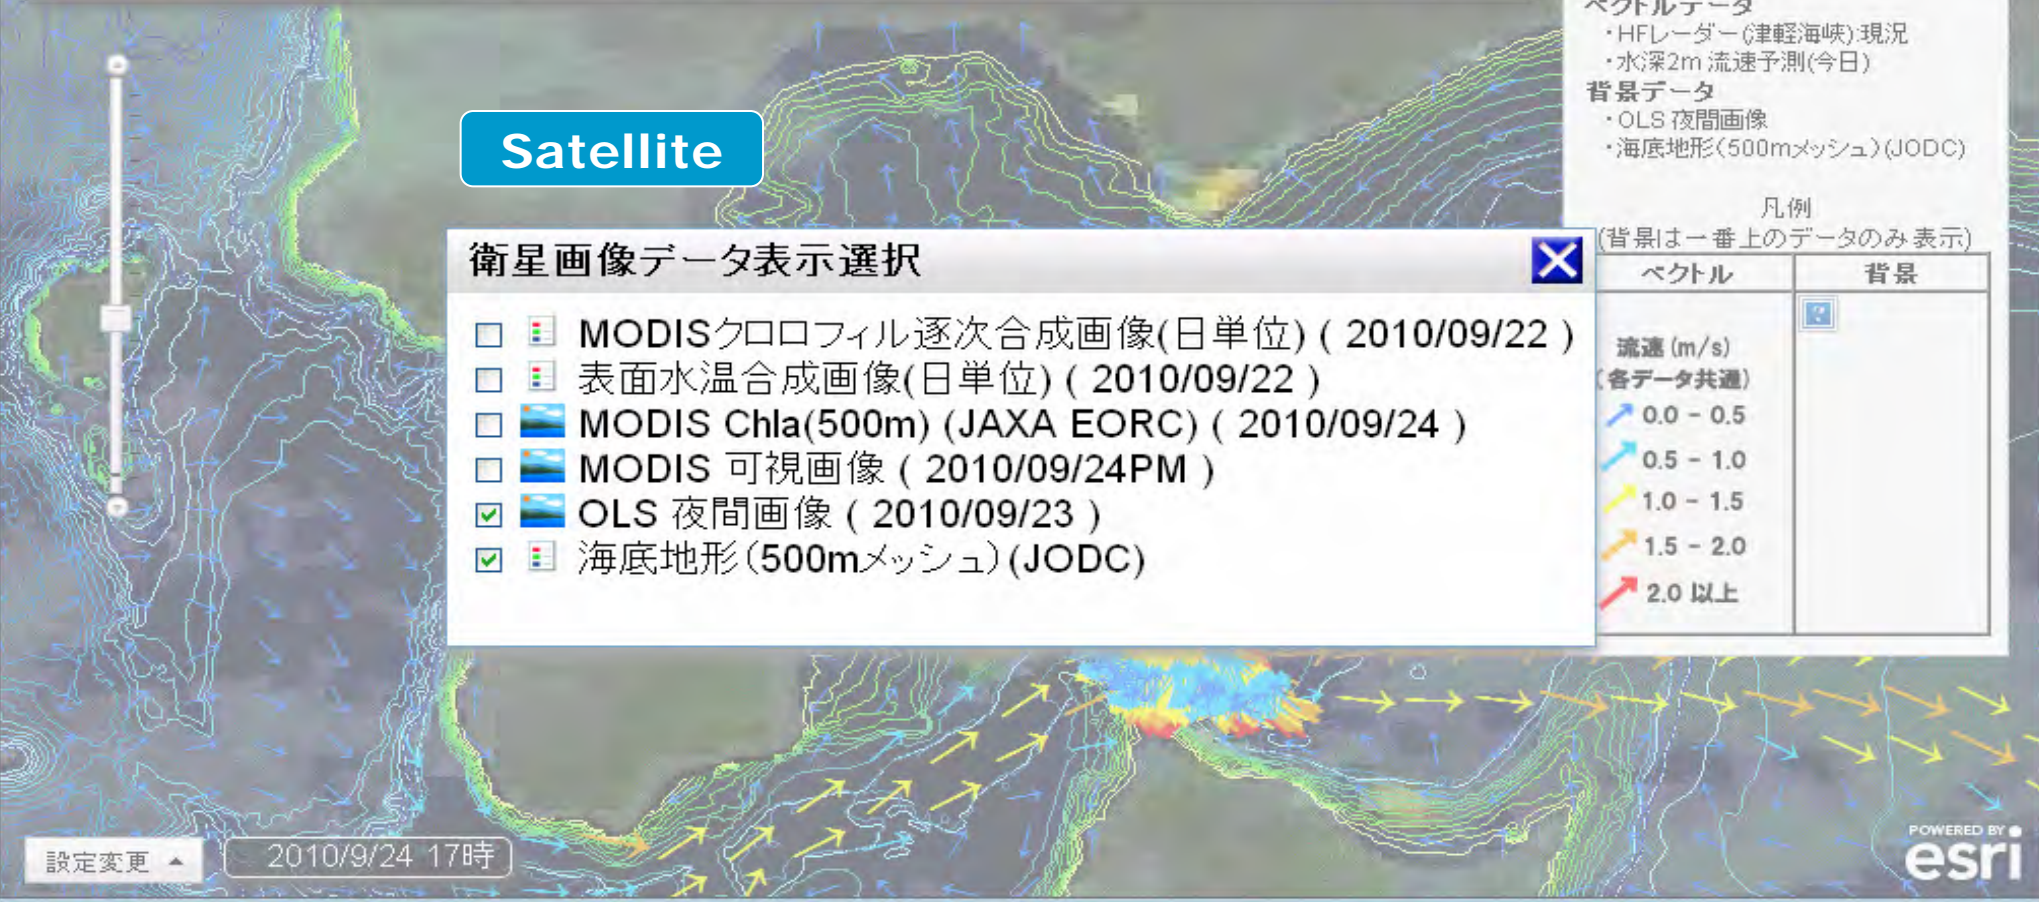 Satellite
衛星画像データ表示選択
MODISクロロフィル逐次合成画像(日単位) ( 2010/09/22 )
表面水温合成画像(日単位) ( 2010/09/22 )
MODIS Chla(500m) (JAXA EORC) ( 2010/09/24 )
MODIS 可視画像 ( 2010/09/24PM )
OLS 夜間画像 ( 2010/09/23 )
海底地形(500mメッシュ)(JODC)
ベクトルデータ
・HFレーダー(津軽海峡):現況
・水深2m 流速予測(今日)
背景データ
・OLS 夜間画像
・海底地形(500mメッシュ)(JODC)
凡例
(背景は一番上のデータのみ表示)
ベクトル 背景
流速(m/s)
(各データ共通)
0.0 - 0.5
0.5 - 1.0
1.0 - 1.5
1.5 - 2.0
2.0 以上
設定変更 ▲
2010/9/24 17時
POWERED BY
esri